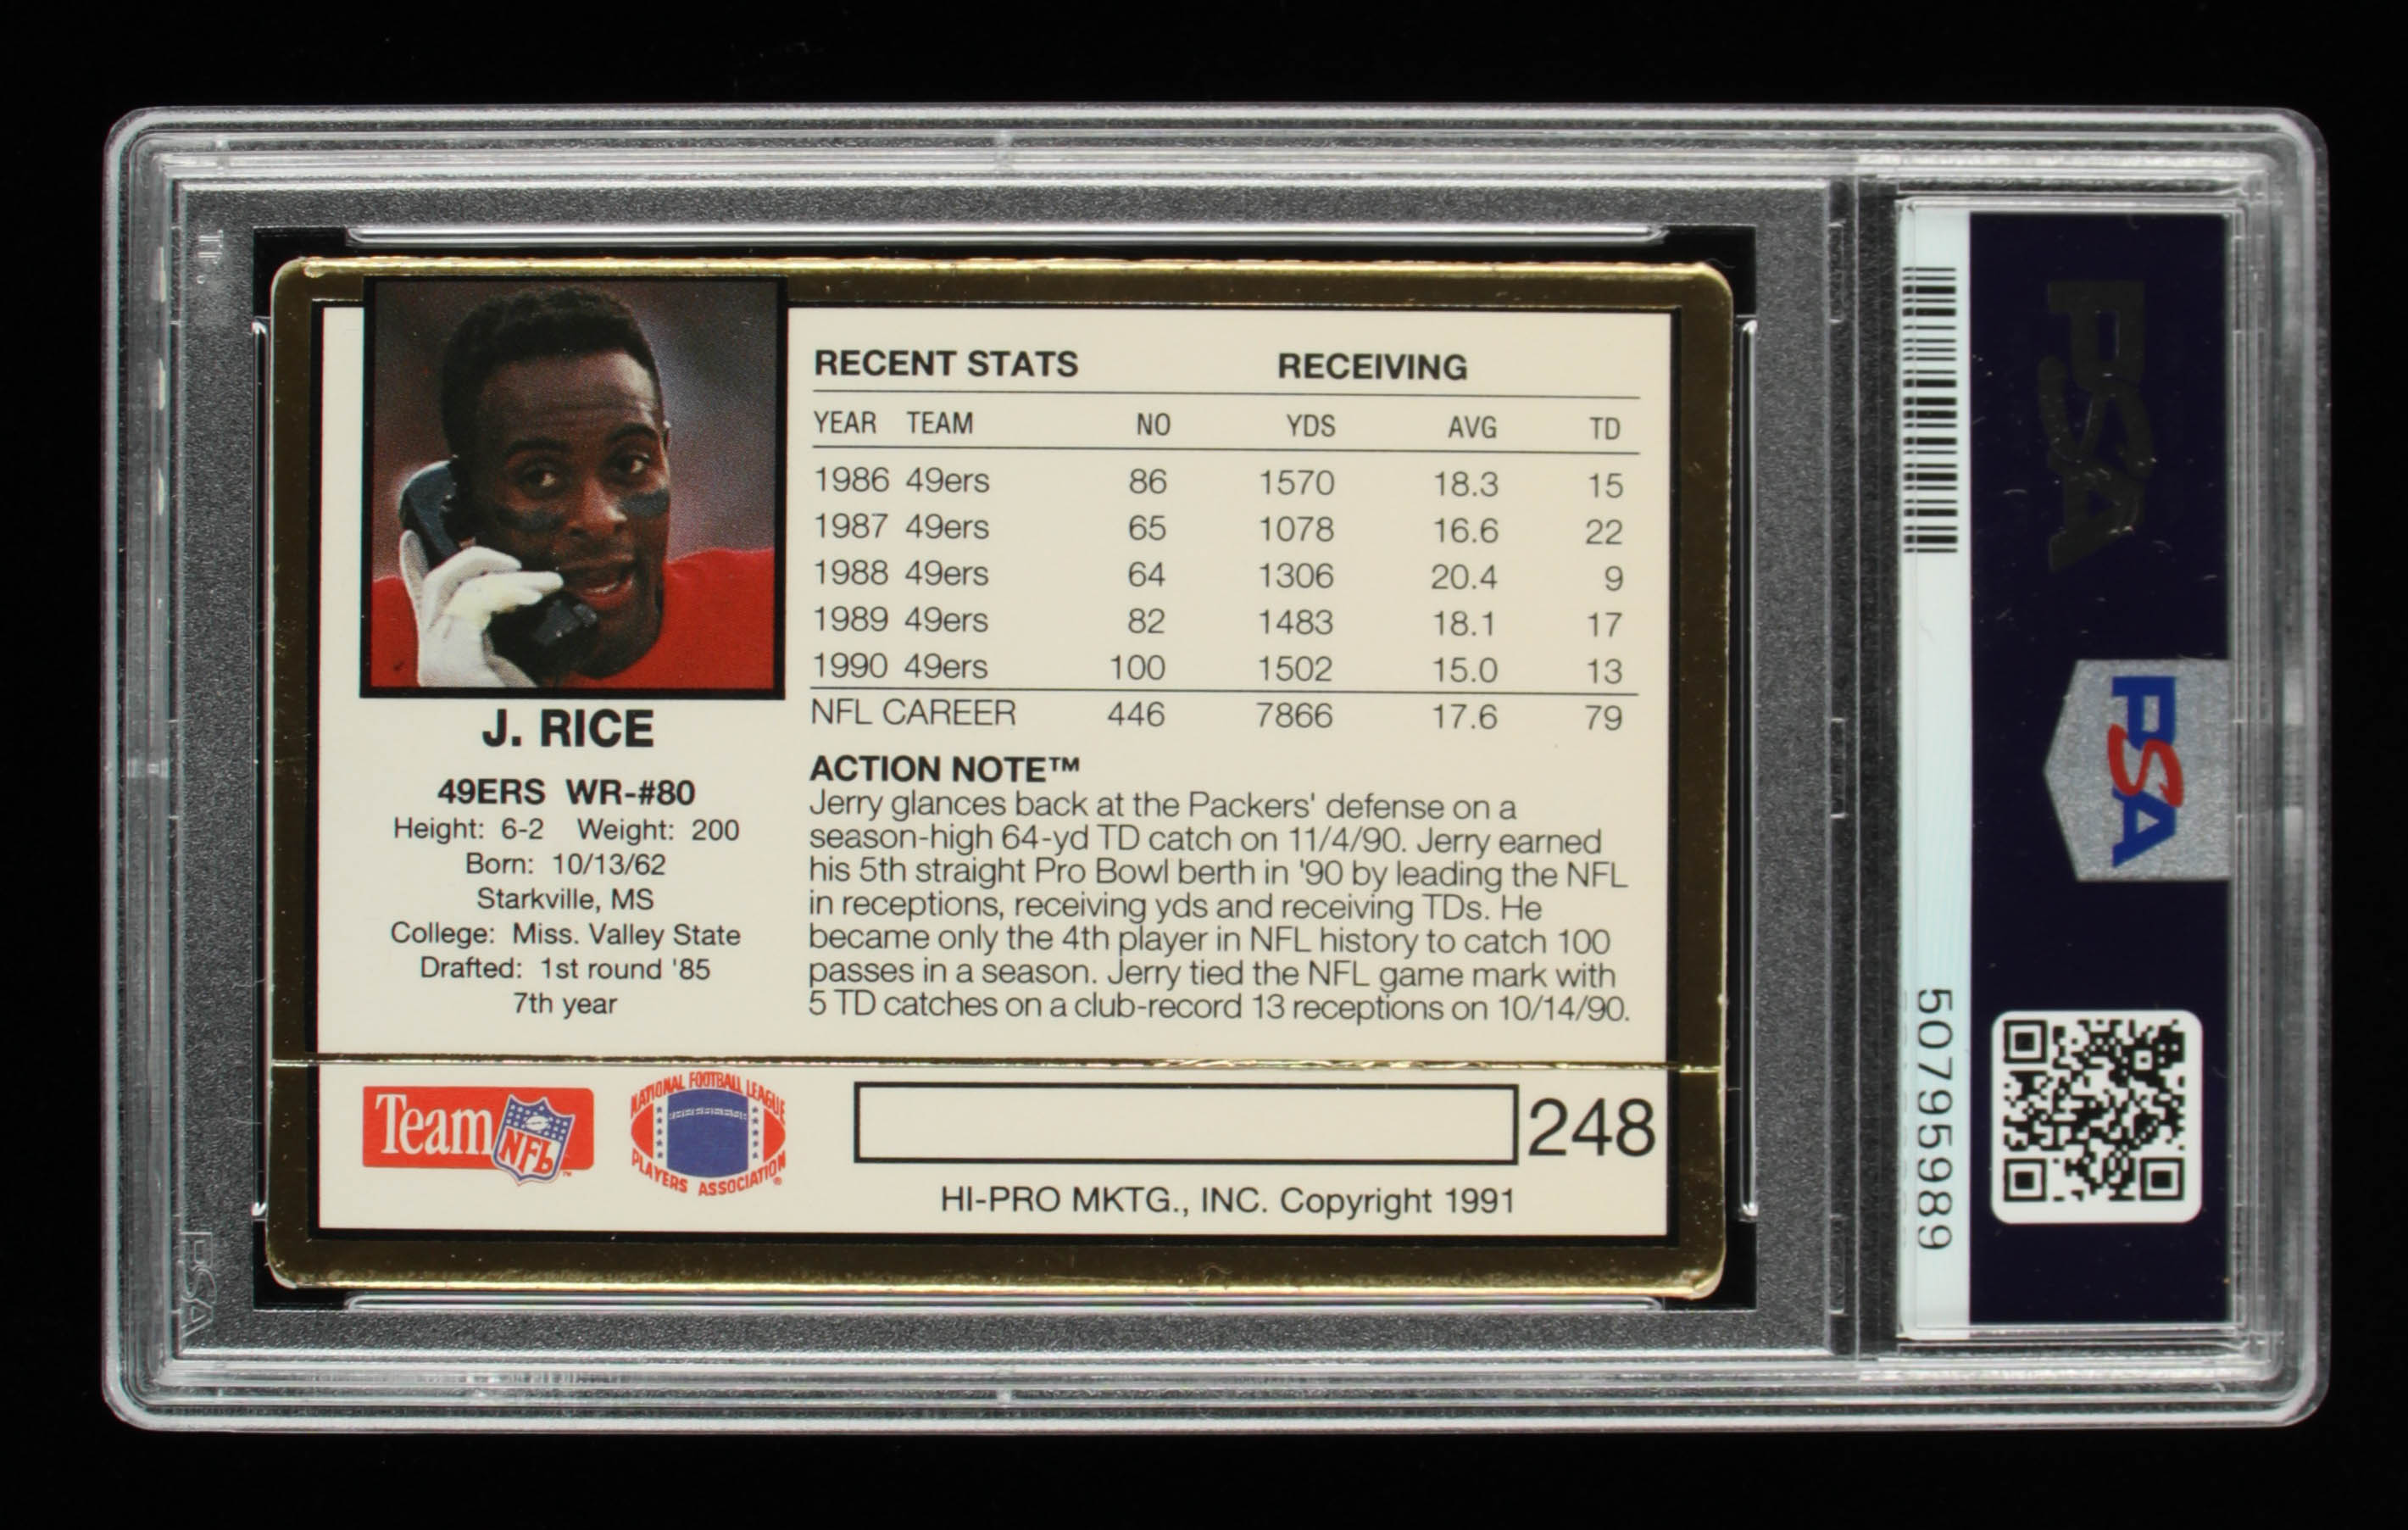 RECENT STATS RECEIVING
YEAR TEAM NO YDS AVG TD
1986 49ers 86 1570 18.3 15
1987 49ers 65 1078 16.6 22
1988 49ers 64 1306 20.4 9
1989 49ers 82 1483 18.1 17
1990 49ers 100 1502 15.0 13
NFL CAREER 446 7866 17.6 79
J. RICE
49ERS WR-#80
Height: 6-2 Weight: 200
Born: 10/13/62
Starkville, MS
College: Miss. Valley State
Drafted: 1st round '85
7th year
ACTION NOTE™
Jerry glances back at the Packers' defense on a
season-high 64-yd TD catch on 11/4/90. Jerry earned
his 5th straight Pro Bowl berth in '90 by leading the NFL
in receptions, receiving yds and receiving TDs. He
became only the 4th player in NFL history to catch 100
passes in a season. Jerry tied the NFL game mark with
5 TD catches on a club-record 13 receptions on 10/14/90.
Team NFL™
NATIONAL FOOTBALL LEAGUE
PLAYERS ASSOCIATION®
248
HI-PRO MKTG., INC. Copyright 1991
PSA
PSA
PSA
50795989